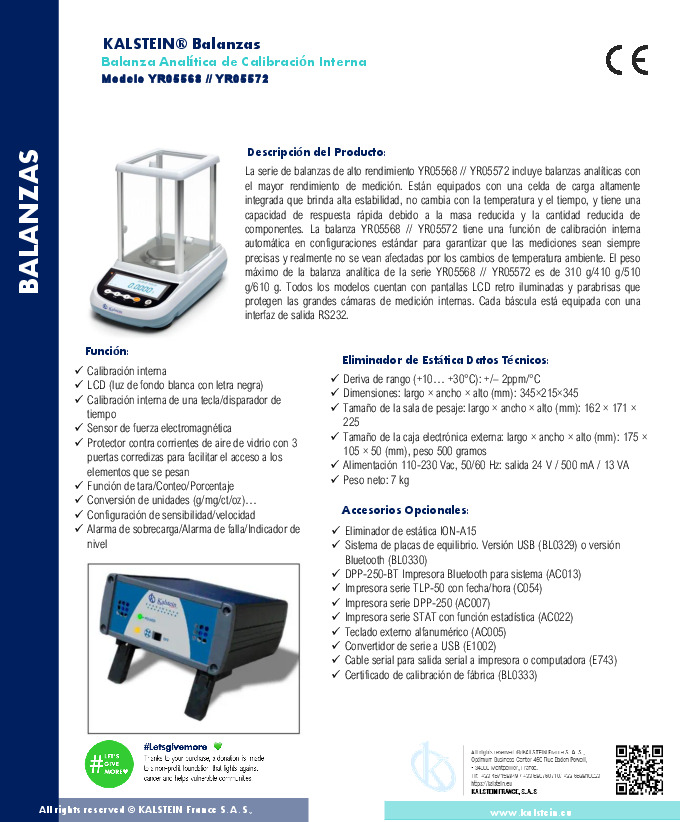 KALSTEIN® Balanzas
Balanza Analítica de Calibración Interna
Modelo YR05568 // YR05572
BALANZAS
Descripción del Producto:
La serie de balanzas de alto rendimiento YR05568 // YR05572 incluye balanzas analíticas con
el mayor rendimiento de medición. Están equipados con una celda de carga altamente
integrada que brinda alta estabilidad, no cambia con la temperatura y el tiempo, y tiene una
capacidad de respuesta rápida debido a la masa reducida y la cantidad reducida de
componentes. La balanza YR05568 // YR05572 tiene una función de calibración interna
automática en configuraciones estándar para garantizar que las mediciones sean siempre
precisas y realmente no se vean afectadas por los cambios de temperatura ambiente. El peso
máximo de la balanza analítica de la serie YR05568 // YR05572 es de 310 g/410 g/510
g/610 g. Todos los modelos cuentan con pantallas LCD retro iluminadas y parabrisas que
protegen las grandes cámaras de medición internas. Cada báscula está equipada con una
interfaz de salida RS232.
Función:
✓ Calibración interna
✓ LCD (luz de fondo blanca con letra negra)
✓ Calibración interna de una tecla/disparador de
tiempo
✓ Sensor de fuerza electromagnética
✓ Protector contra corrientes de aire de vidrio con 3
puertas corredizas para facilitar el acceso a los
elementos que se pesan
✓ Función de tara/Conteo/Porcentaje
✓ Conversión de unidades (g/mg/ct/oz)…
✓ Configuración de sensibilidad/velocidad
✓ Alarma de sobrecarga/Alarma de falla/Indicador de
nivel
Eliminador de Estática Datos Técnicos:
✓ Deriva de rango (+10… +30°C): +/– 2ppm/°C
✓ Dimensiones: largo × ancho × alto (mm): 345×215×345
✓ Tamaño de la sala de pesaje: largo × ancho × alto (mm): 162 × 171 ×
225
✓ Tamaño de la caja electrónica externa: largo × ancho × alto (mm): 175 ×
105 × 50 (mm), peso 500 gramos
✓ Alimentación 110-230 Vac, 50/60 Hz: salida 24 V / 500 mA / 13 VA
✓ Peso neto: 7 kg
Accesorios Opcionales:
✓ Eliminador de estática ION-A15
✓ Sistema de placas de equilibrio. Versión USB (BL0329) o versión
Bluetooth (BL0330)
✓ DPP-250-BT Impresora Bluetooth para sistema (AC013)
✓ Impresora serie TLP-50 con fecha/hora (C054)
✓ Impresora serie DPP-250 (AC007)
✓ Impresora serie STAT con función estadística (AC022)
✓ Teclado externo alfanumérico (AC005)
✓ Convertidor de serie a USB (E1002)
✓ Cable serial para salida serial a impresora o computadora (E743)
✓ Certificado de calibración de fábrica (BL0333)
Kalstein
#LET'S
GIVE
MORE
#Letsgivemore
Thanks to your purchase, a donation is made
to a non-profit foundation that fights against
cancer and helps vulnerable communities
All rights reserved ©KALSTEIN France S. A. S.,
https://kalstein.eu
KALSTEIN FRANCE, S.A.S
All rights reserved © KALSTEIN France S.A.S.,
www.kalstein.eu